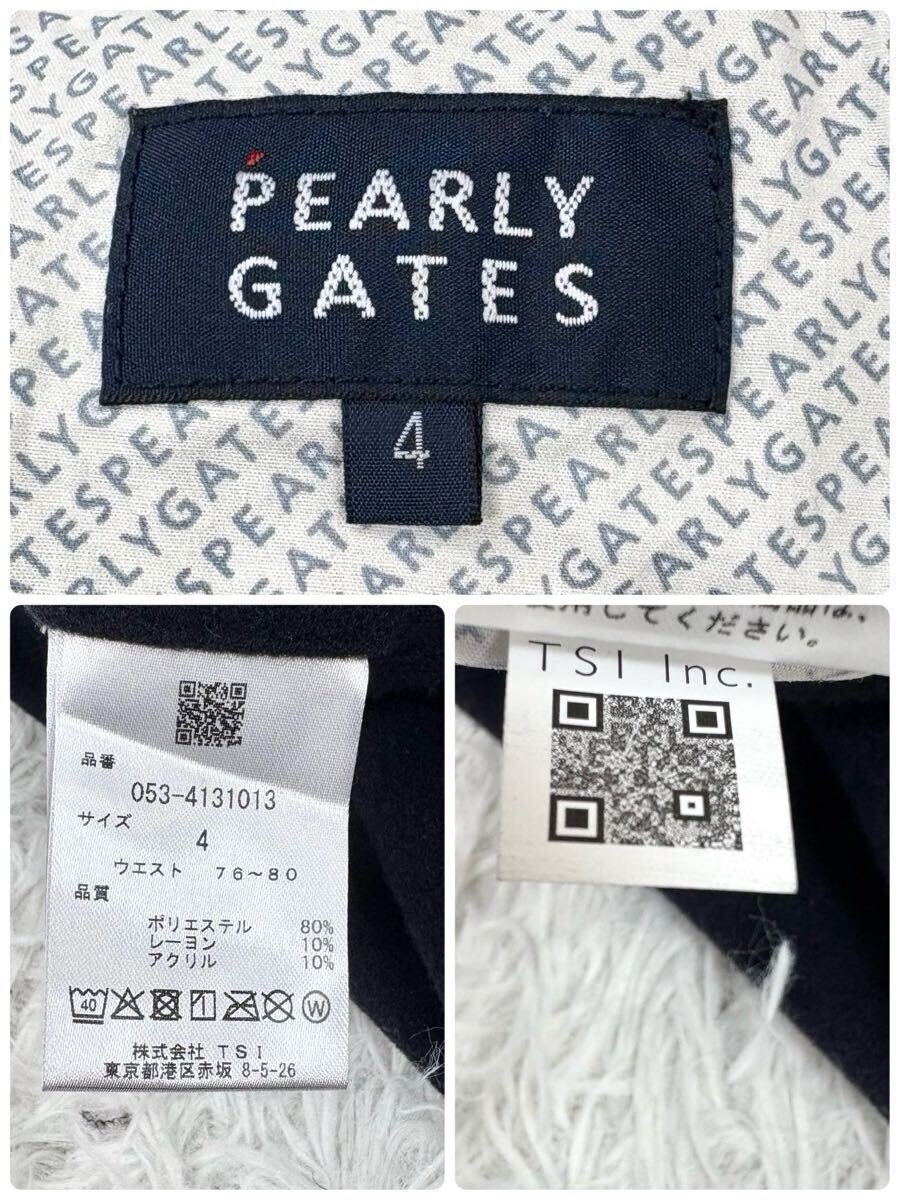 PEARLY
GATES
4
品番
053-4131013
サイズ
4
ウエスト 76～80
品質
ポリエステル 80%
レーヨン 10%
アクリル 10%
40
W
株式会社 TSI
東京都港区赤坂 8-5-26
してください。
TSI Inc.